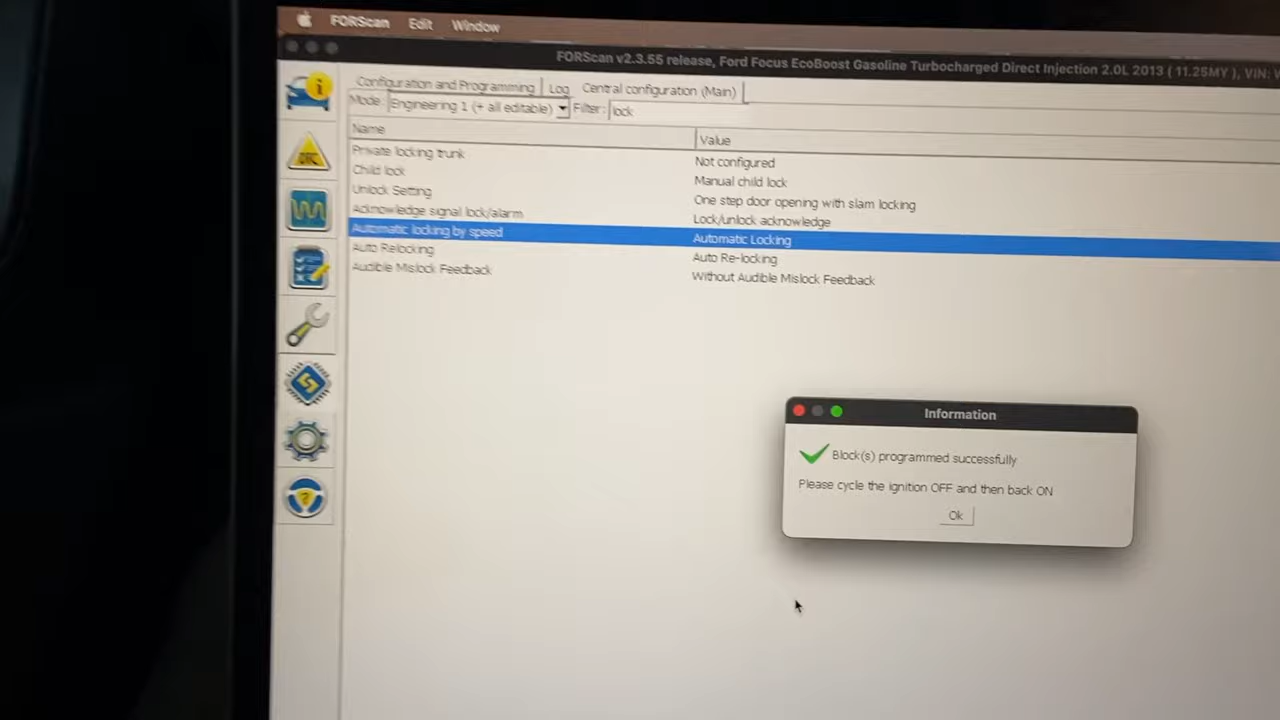 FORScan Edit Window
FORScan v2.3.55 release, Ford Focus EcoBoost Gasoline Turbocharged Direct Injection 2.0L 2013 ( 11.25MY ), VIN:
Configuration and Programming Log Central configuration (Main)
Mode: Engineering 1 (+ all editable) Filter: lock
Name Value
Private locking trunk Not configured
Child lock Manual child lock
Unlock Setting One step door opening with slam locking
Acknowledge signal lock/alarm Lock/unlock acknowledge
Automatic locking by speed Automatic Locking
Auto Relocking Auto Re-locking
Audible Mislock Feedback Without Audible Mislock Feedback
Information
Block(s) programmed successfully
Please cycle the ignition OFF and then back ON
Ok